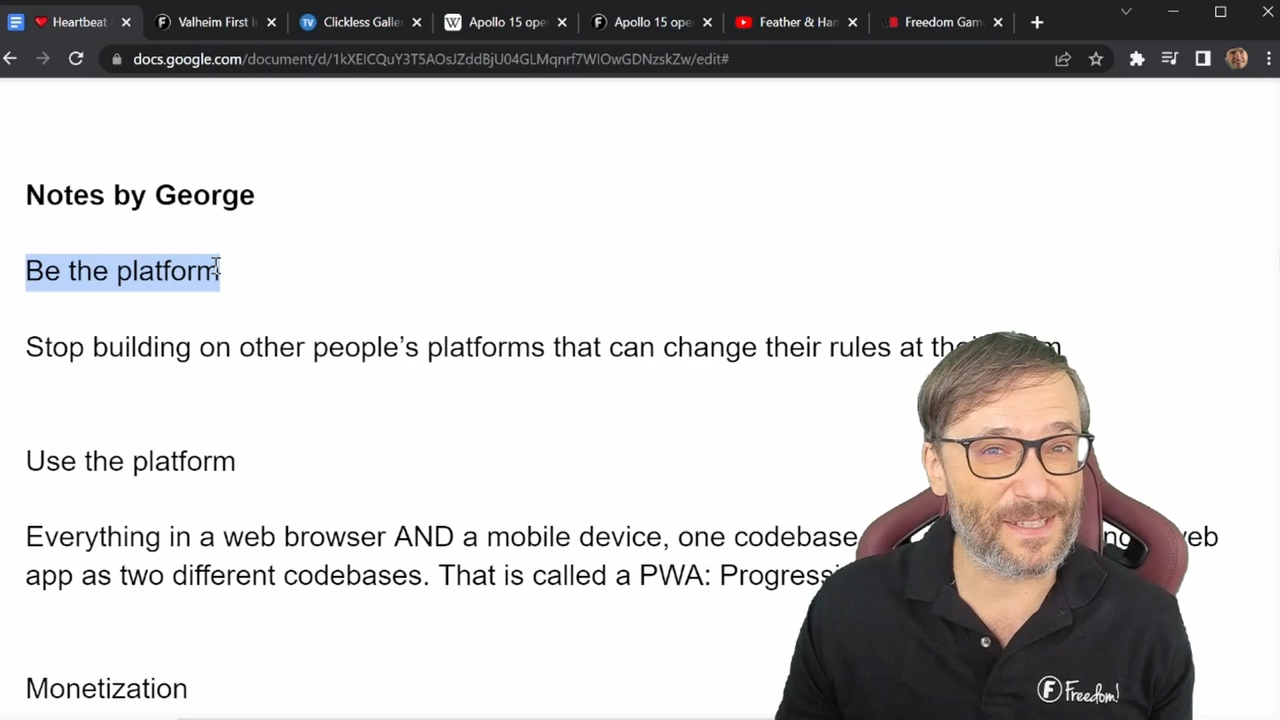 Heartbeat
Valheim First I
Clickless Galle
Apollo 15 ope
Apollo 15 ope
Feather & Han
Freedom Gam
docs.google.com/document/d/1kXElCQuY3T5AOsJZddBjU04GLMqnrf7WIOwGDNzskZw/edit#
Notes by George
Be the platform
Stop building on other people's platforms that can change their rules at
Use the platform
Everything in a web browser AND a mobile device, one codebase web
app as two different codebases. That is called a PWA:
Monetization
F Freedom!